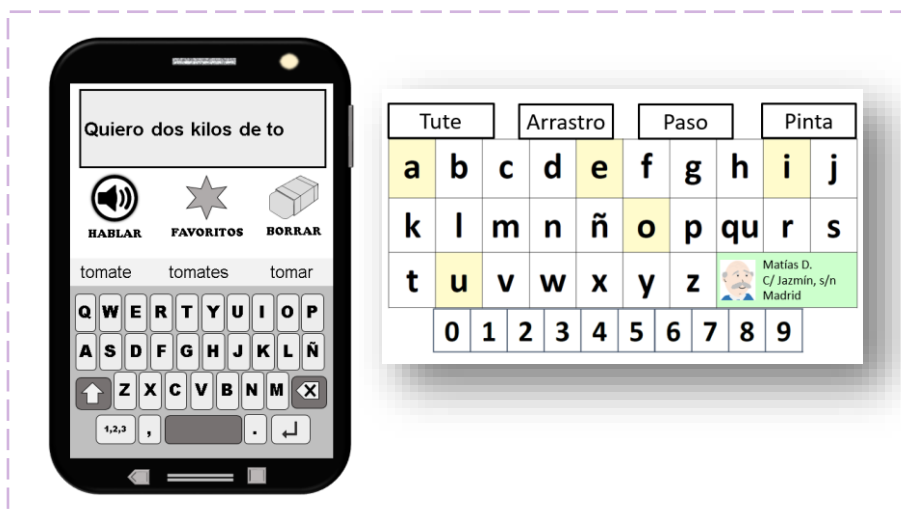 Quiero dos kilos de to
HABLAR FAVORITOS BORRAR
tomate tomates tomar
Q W E R T Y U I O P
A S D F G H J K L Ñ
Z X C V B N M
1,2,3 , .
Tute Arrastro Paso Pinta
a b c d e f g h i j
k l m n ñ o p qu r s
t u v w x y z
Matías D.
C/ Jazmín, s/n
Madrid
0 1 2 3 4 5 6 7 8 9